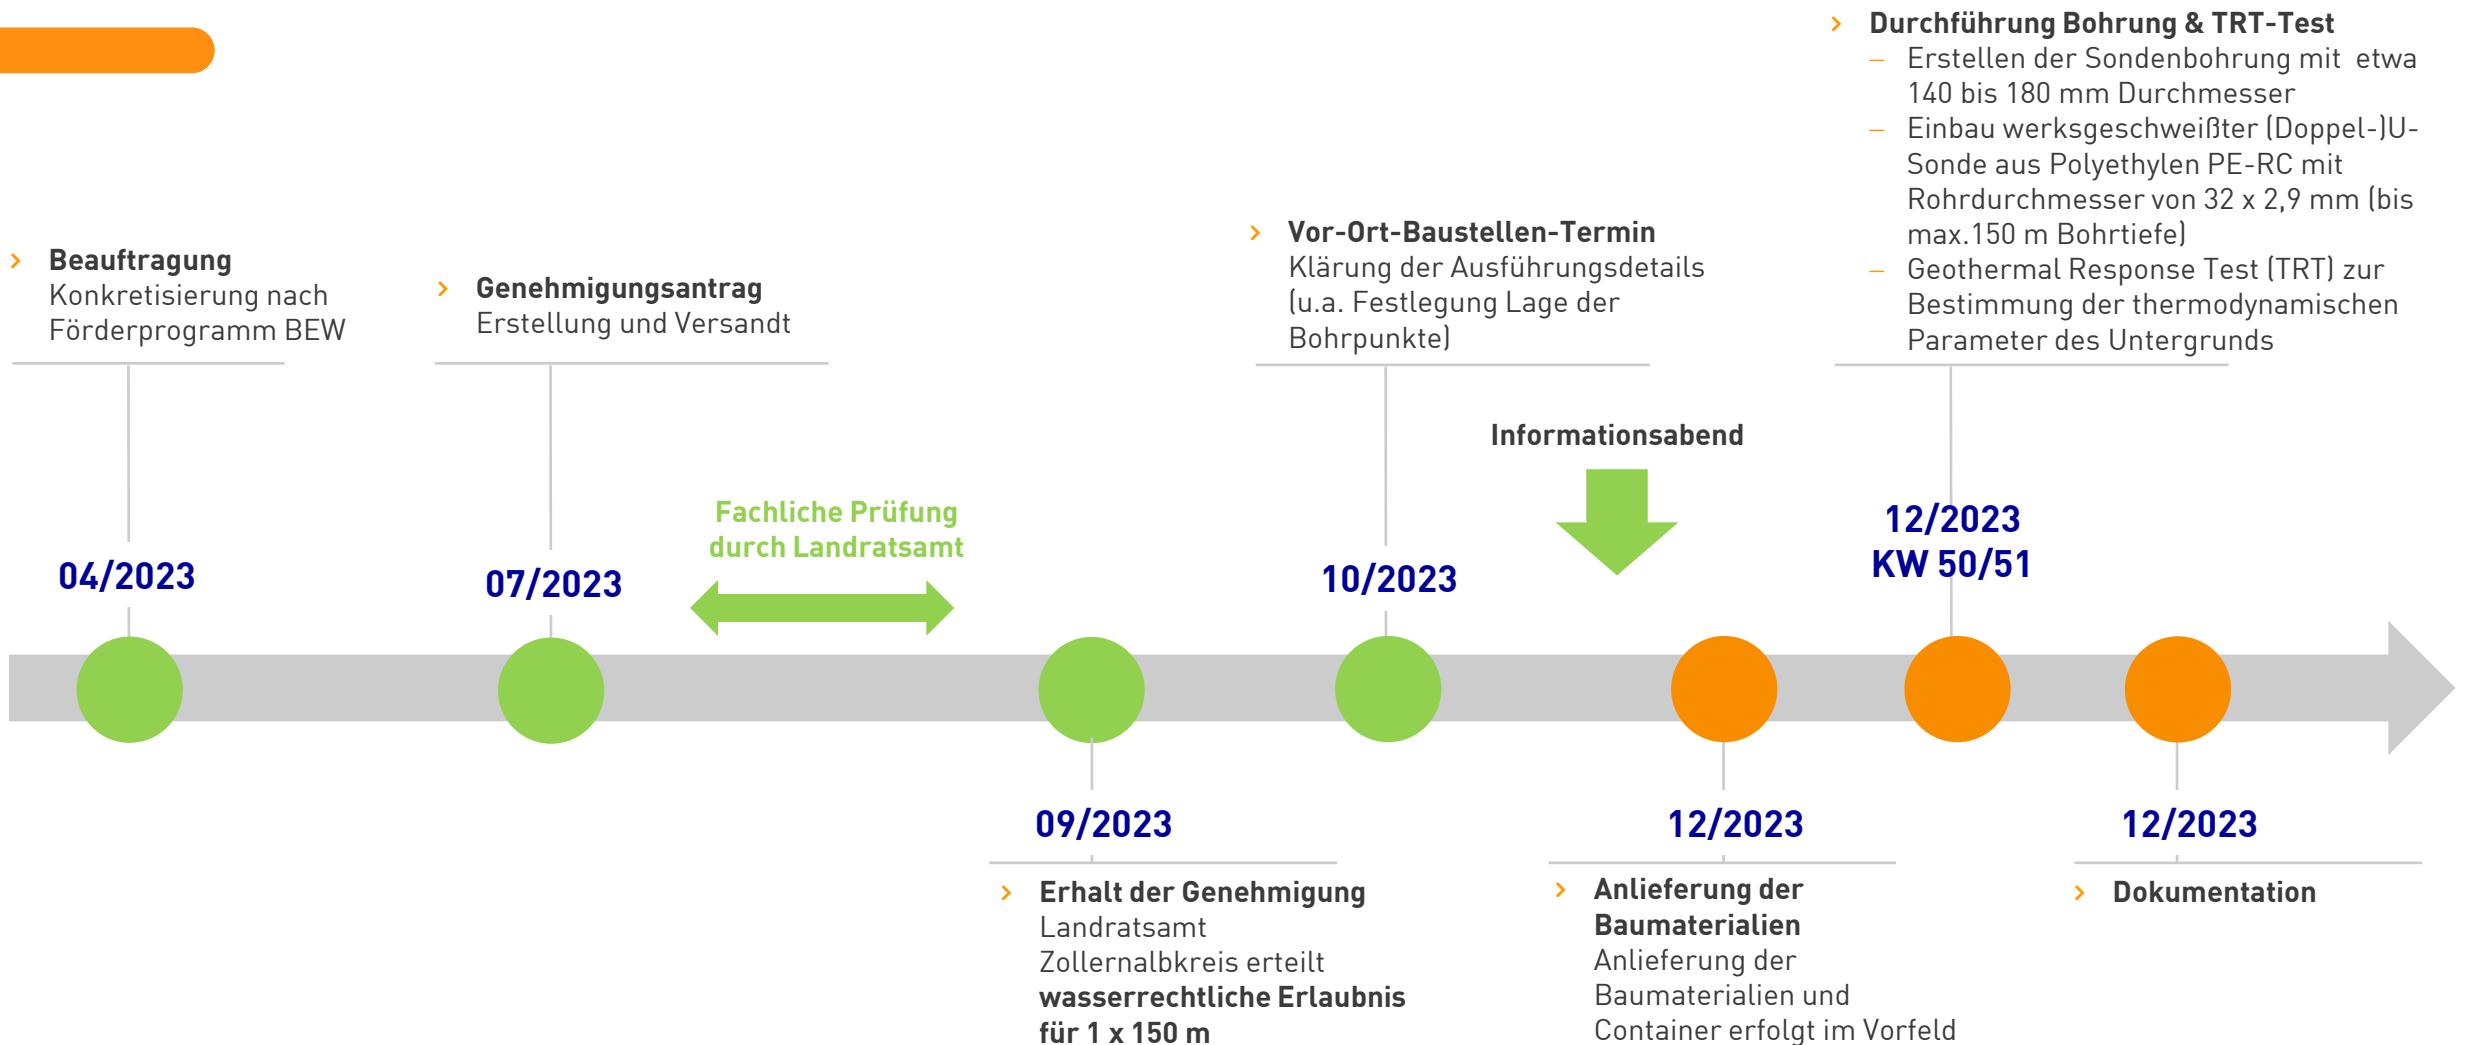 Beauftragung
Konkretisierung nach
Förderprogramm BEW
04/2023
Genehmigungsantrag
Erstellung und Versandt
07/2023
Fachliche Prüfung
durch Landratsamt
09/2023
Erhalt der Genehmigung
Landratsamt
Zollernalbkreis erteilt
wasserrechtliche Erlaubnis
für 1 x 150 m
Vor-Ort-Baustellen-Termin
Klärung der Ausführungsdetails
(u.a. Festlegung Lage der
Bohrpunkte)
10/2023
Informationsabend
12/2023
Anlieferung der
Baumaterialien
Anlieferung der
Baumaterialien und
Container erfolgt im Vorfeld
Durchführung Bohrung & TRT-Test
– Erstellen der Sondenbohrung mit etwa
140 bis 180 mm Durchmesser
– Einbau werksgeschweißter (Doppel-)U-
Sonde aus Polyethylen PE-RC mit
Rohrdurchmesser von 32 x 2,9 mm (bis
max.150 m Bohrtiefe)
– Geothermal Response Test (TRT) zur
Bestimmung der thermodynamischen
Parameter des Untergrunds
12/2023
KW 50/51
12/2023
Dokumentation